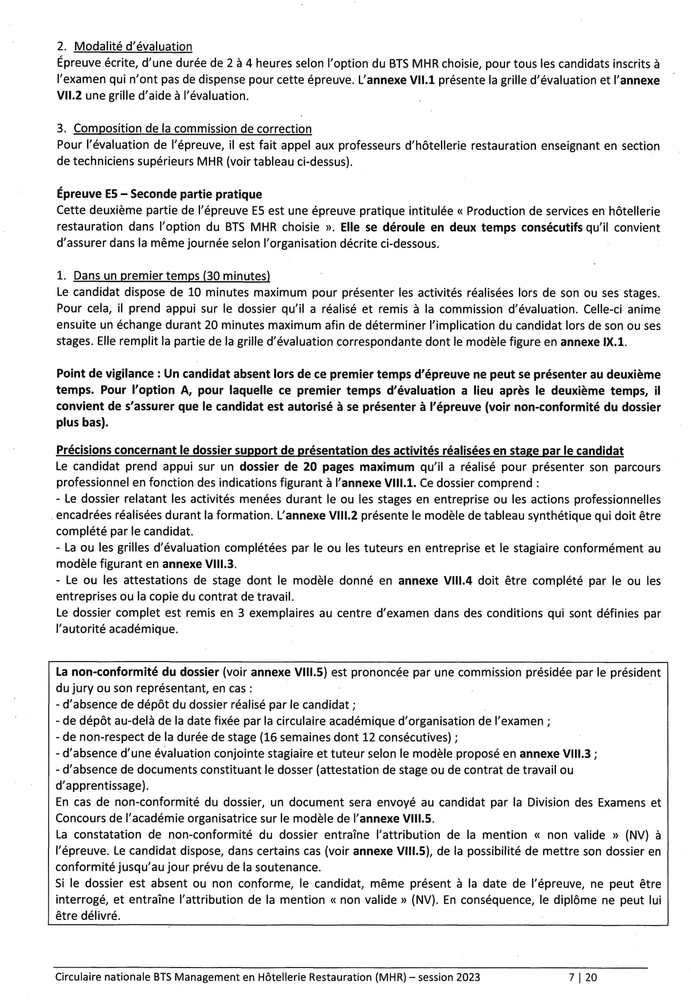 2. Modalité d'évaluation
Épreuve écrite, d'une durée de 2 à 4 heures selon l'option du BTS MHR choisie, pour tous les candidats inscrits à
l'examen qui n'ont pas de dispense pour cette épreuve. L'annexe VII.1 présente la grille d'évaluation et l'annexe
VII.2 une grille d'aide à l'évaluation.
3. Composition de la commission de correction
Pour l'évaluation de l'épreuve, il est fait appel aux professeurs d'hôtellerie restauration enseignant en section
de techniciens supérieurs MHR (voir tableau ci-dessus).
Épreuve E5 – Seconde partie pratique
Cette deuxième partie de l'épreuve E5 est une épreuve pratique intitulée « Production de services en hôtellerie
restauration dans l'option du BTS MHR choisie ». Elle se déroule en deux temps consécutifs qu'il convient
d'assurer dans la même journée selon l'organisation décrite ci-dessous.
1. Dans un premier temps (30 minutes)
Le candidat dispose de 10 minutes maximum pour présenter les activités réalisées lors de son ou ses stages.
Pour cela, il prend appui sur le dossier qu'il a réalisé et remis à la commission d'évaluation. Celle-ci anime
ensuite un échange durant 20 minutes maximum afin de déterminer l'implication du candidat lors de son ou ses
stages. Elle remplit la partie de la grille d'évaluation correspondante dont le modèle figure en annexe IX.1.
Point de vigilance : Un candidat absent lors de ce premier temps d'épreuve ne peut se présenter au deuxième
temps. Pour l'option A, pour laquelle ce premier temps d'évaluation a lieu après le deuxième temps, il
convient de s'assurer que le candidat est autorisé à se présenter à l'épreuve (voir non-conformité du dossier
plus bas).
Précisions concernant le dossier support de présentation des activités réalisées en stage par le candidat
Le candidat prend appui sur un dossier de 20 pages maximum qu'il a réalisé pour présenter son parcours
professionnel en fonction des indications figurant à l'annexe VIII.1. Ce dossier comprend :
- Le dossier relatant les activités menées durant le ou les stages en entreprise ou les actions professionnelles
encadrées réalisées durant la formation. L'annexe VIII.2 présente le modèle de tableau synthétique qui doit être
complété par le candidat.
- La ou les grilles d'évaluation complétées par le ou les tuteurs en entreprise et le stagiaire conformément au
modèle figurant en annexe VIII.3.
- Le ou les attestations de stage dont le modèle donné en annexe VIII.4 doit être complété par le ou les
entreprises ou la copie du contrat de travail.
Le dossier complet est remis en 3 exemplaires au centre d'examen dans des conditions qui sont définies par
l'autorité académique.
La non-conformité du dossier (voir annexe VIII.5) est prononcée par une commission présidée par le président
du jury ou son représentant, en cas :
- d'absence de dépôt du dossier réalisé par le candidat ;
- de dépôt au-delà de la date fixée par la circulaire académique d'organisation de l'examen ;
- de non-respect de la durée de stage (16 semaines dont 12 consécutives) ;
- d'absence d'une évaluation conjointe stagiaire et tuteur selon le modèle proposé en annexe VIII.3 ;
- d'absence de documents constituant le dosser (attestation de stage ou de contrat de travail ou
d'apprentissage).
En cas de non-conformité du dossier, un document sera envoyé au candidat par la Division des Examens et
Concours de l'académie organisatrice sur le modèle de l'annexe VIII.5.
La constatation de non-conformité du dossier entraîne l'attribution de la mention « non valide » (NV) à
l'épreuve. Le candidat dispose, dans certains cas (voir annexe VIII.5), de la possibilité de mettre son dossier en
conformité jusqu'au jour prévu de la soutenance.
Si le dossier est absent ou non conforme, le candidat, même présent à la date de l'épreuve, ne peut être
interrogé, et entraîne l'attribution de la mention « non valide » (NV). En conséquence, le diplôme ne peut lui
être délivré.
Circulaire nationale BTS Management en Hôtellerie Restauration (MHR) – session 2023 7 | 20